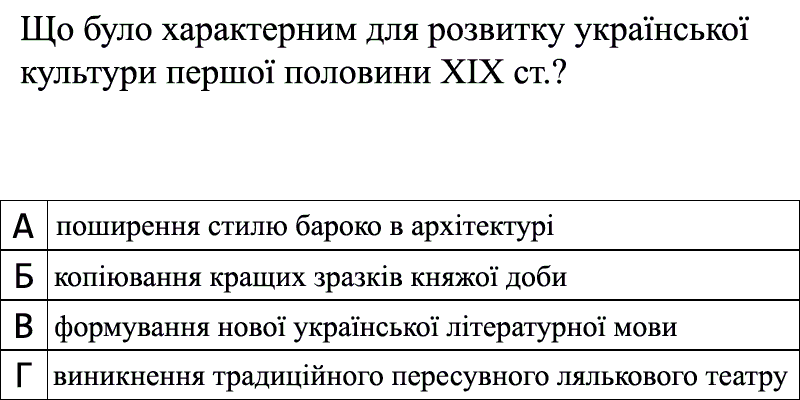 Що було характерним для розвитку української
культури першої половини XIX ст.?
А поширення стилю бароко в архітектурі
Б копіювання кращих зразків княжої доби
В формування нової української літературної мови
Г виникнення традиційного пересувного лялькового театру